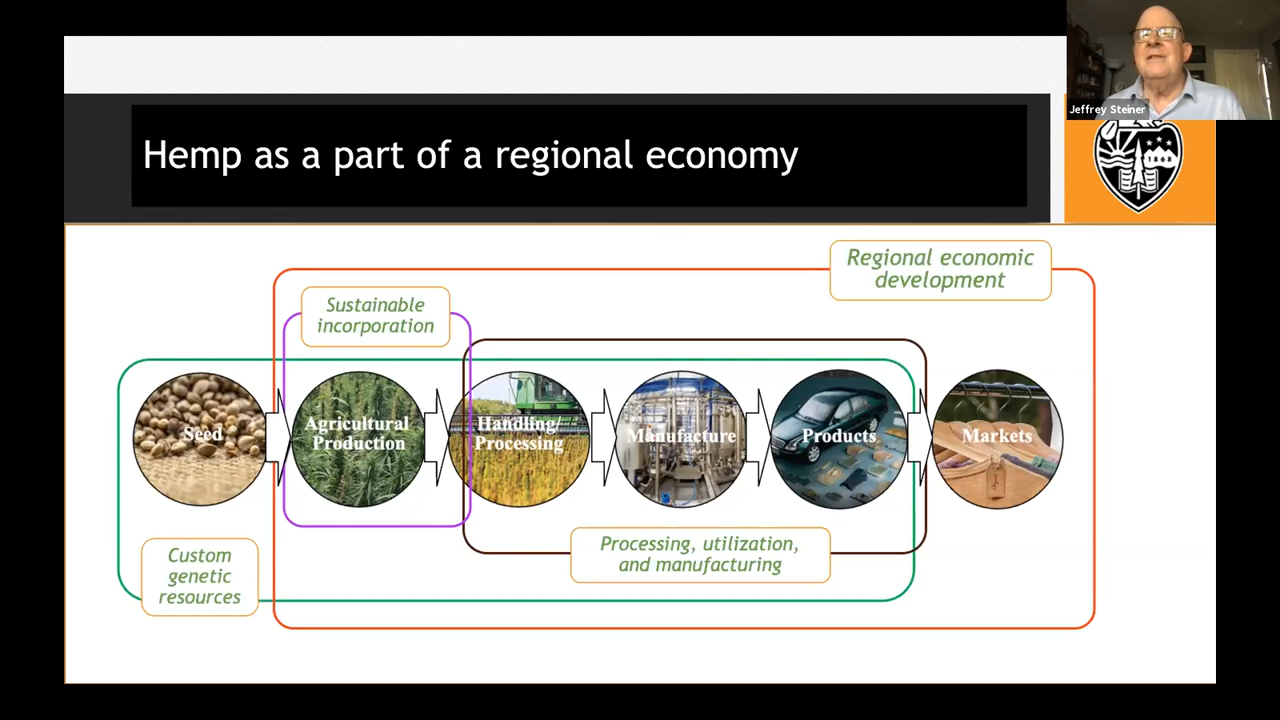 Jeffrey Steiner
Hemp as a part of a regional economy
Regional economic
development
Sustainable
incorporation
Seed
Agricultural
Production
Handling/
Processing
Manufacture
Products
Markets
Processing, utilization,
and manufacturing
Custom
genetic
resources